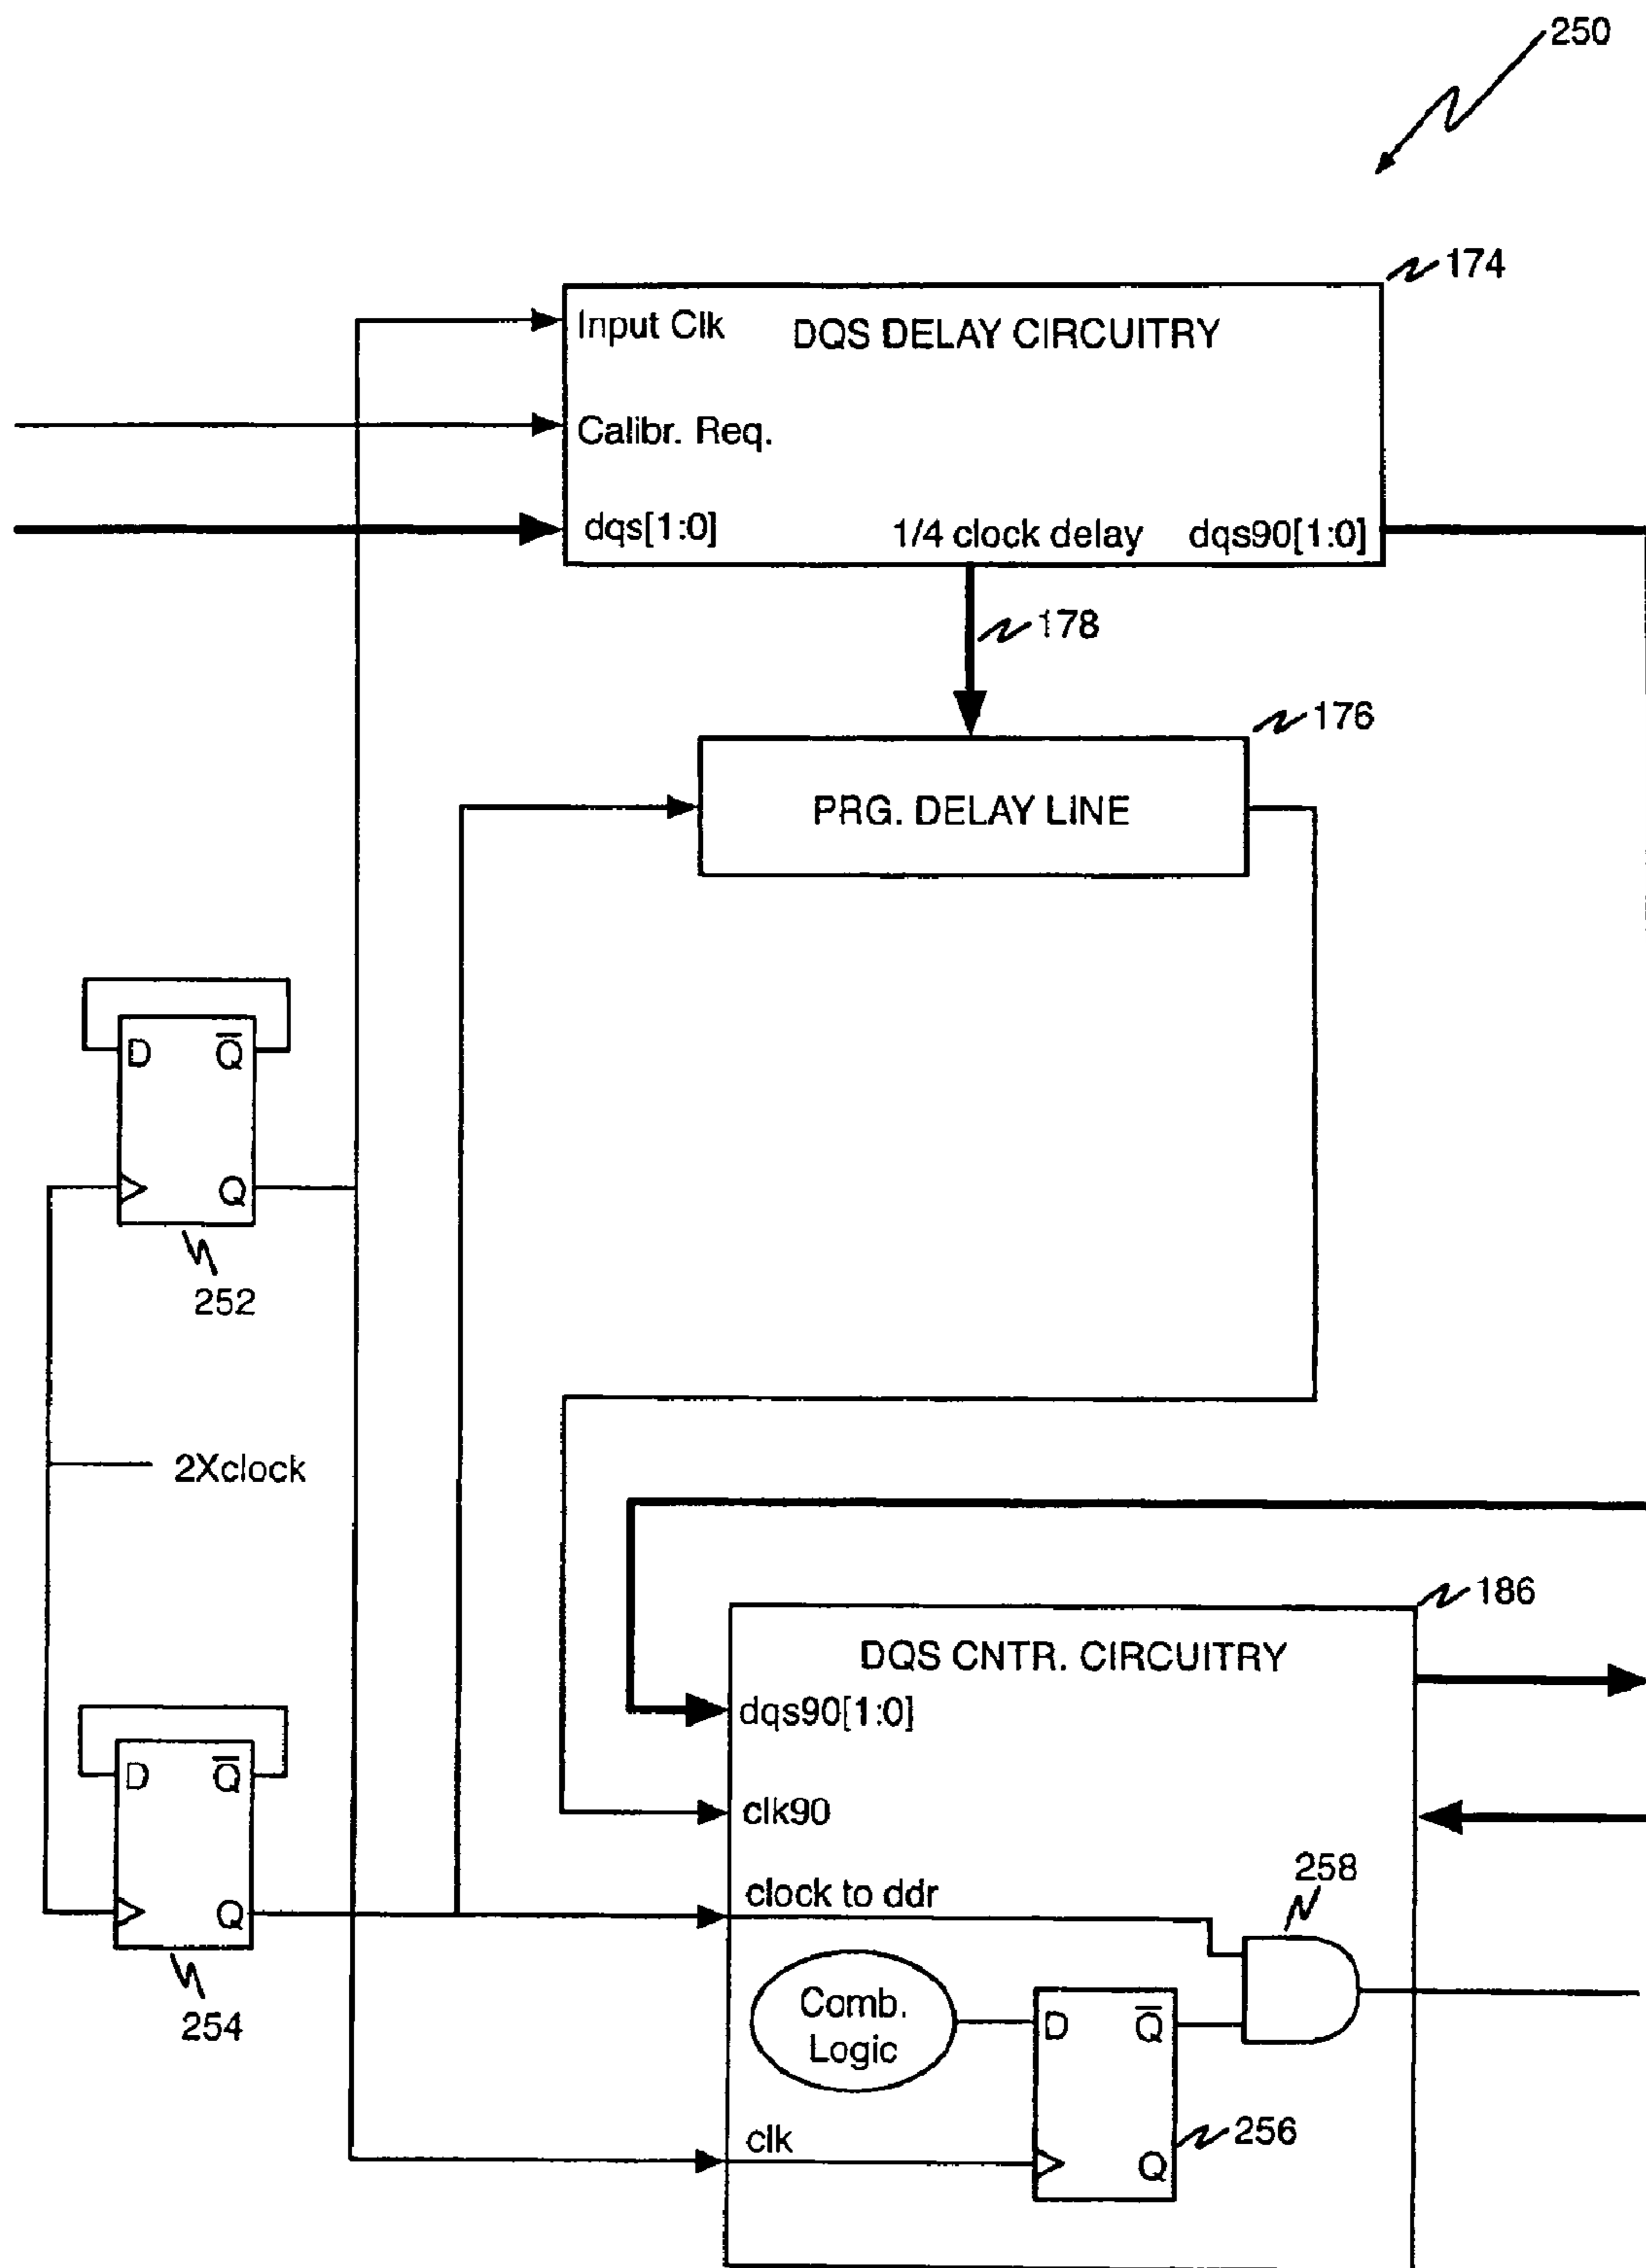 250
174
Input Clk
DQS DELAY CIRCUITRY
Calibr. Req.
dqs[1:0]
1/4 clock delay
dqs90[1:0]
178
176
PRG. DELAY LINE
D
Q̅
Q
252
2Xclock
186
DQS CNTR. CIRCUITRY
dqs90[1:0]
D
Q̅
clk90
258
clock to ddr
Q
254
Comb.
Logic
D
Q̅
256
clk
Q